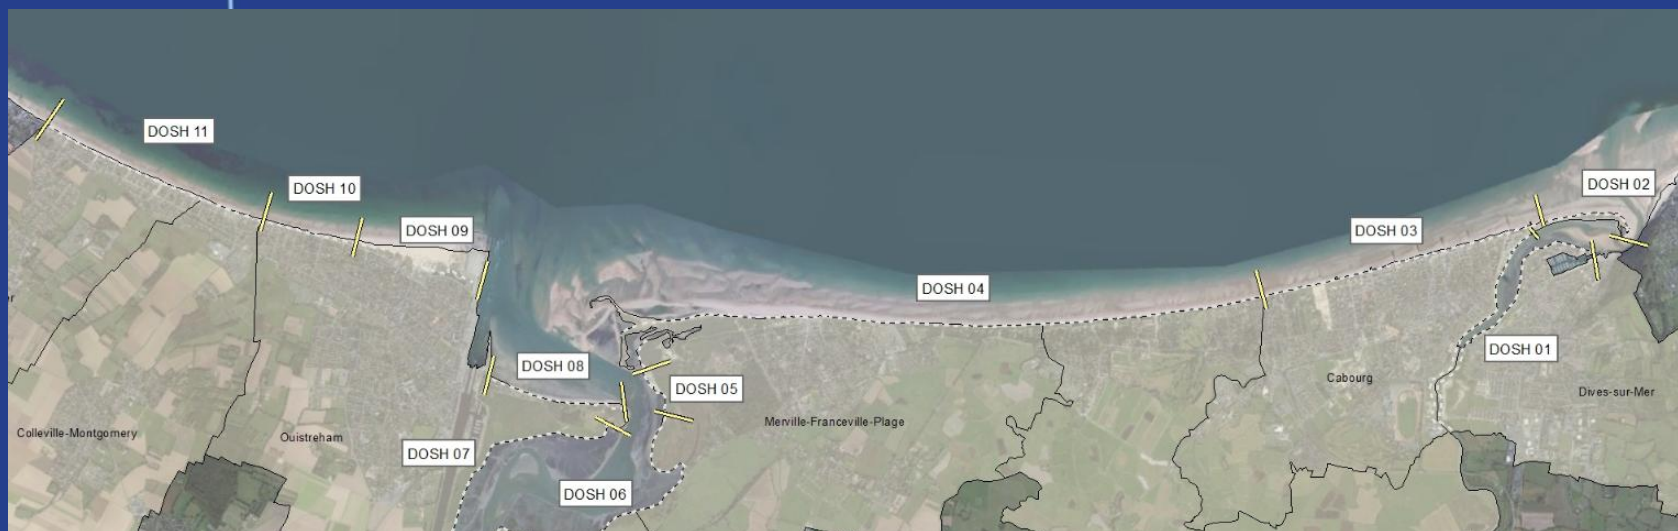 DOSH 11
DOSH 10
DOSH 09
DOSH 02
DOSH 03
DOSH 04
DOSH 01
DOSH 08
DOSH 05
Cabourg
Dives-sur-Mer
Merville-Franceville-Plage
Colleville-Montgomery
Ouistreham
DOSH 07
DOSH 06